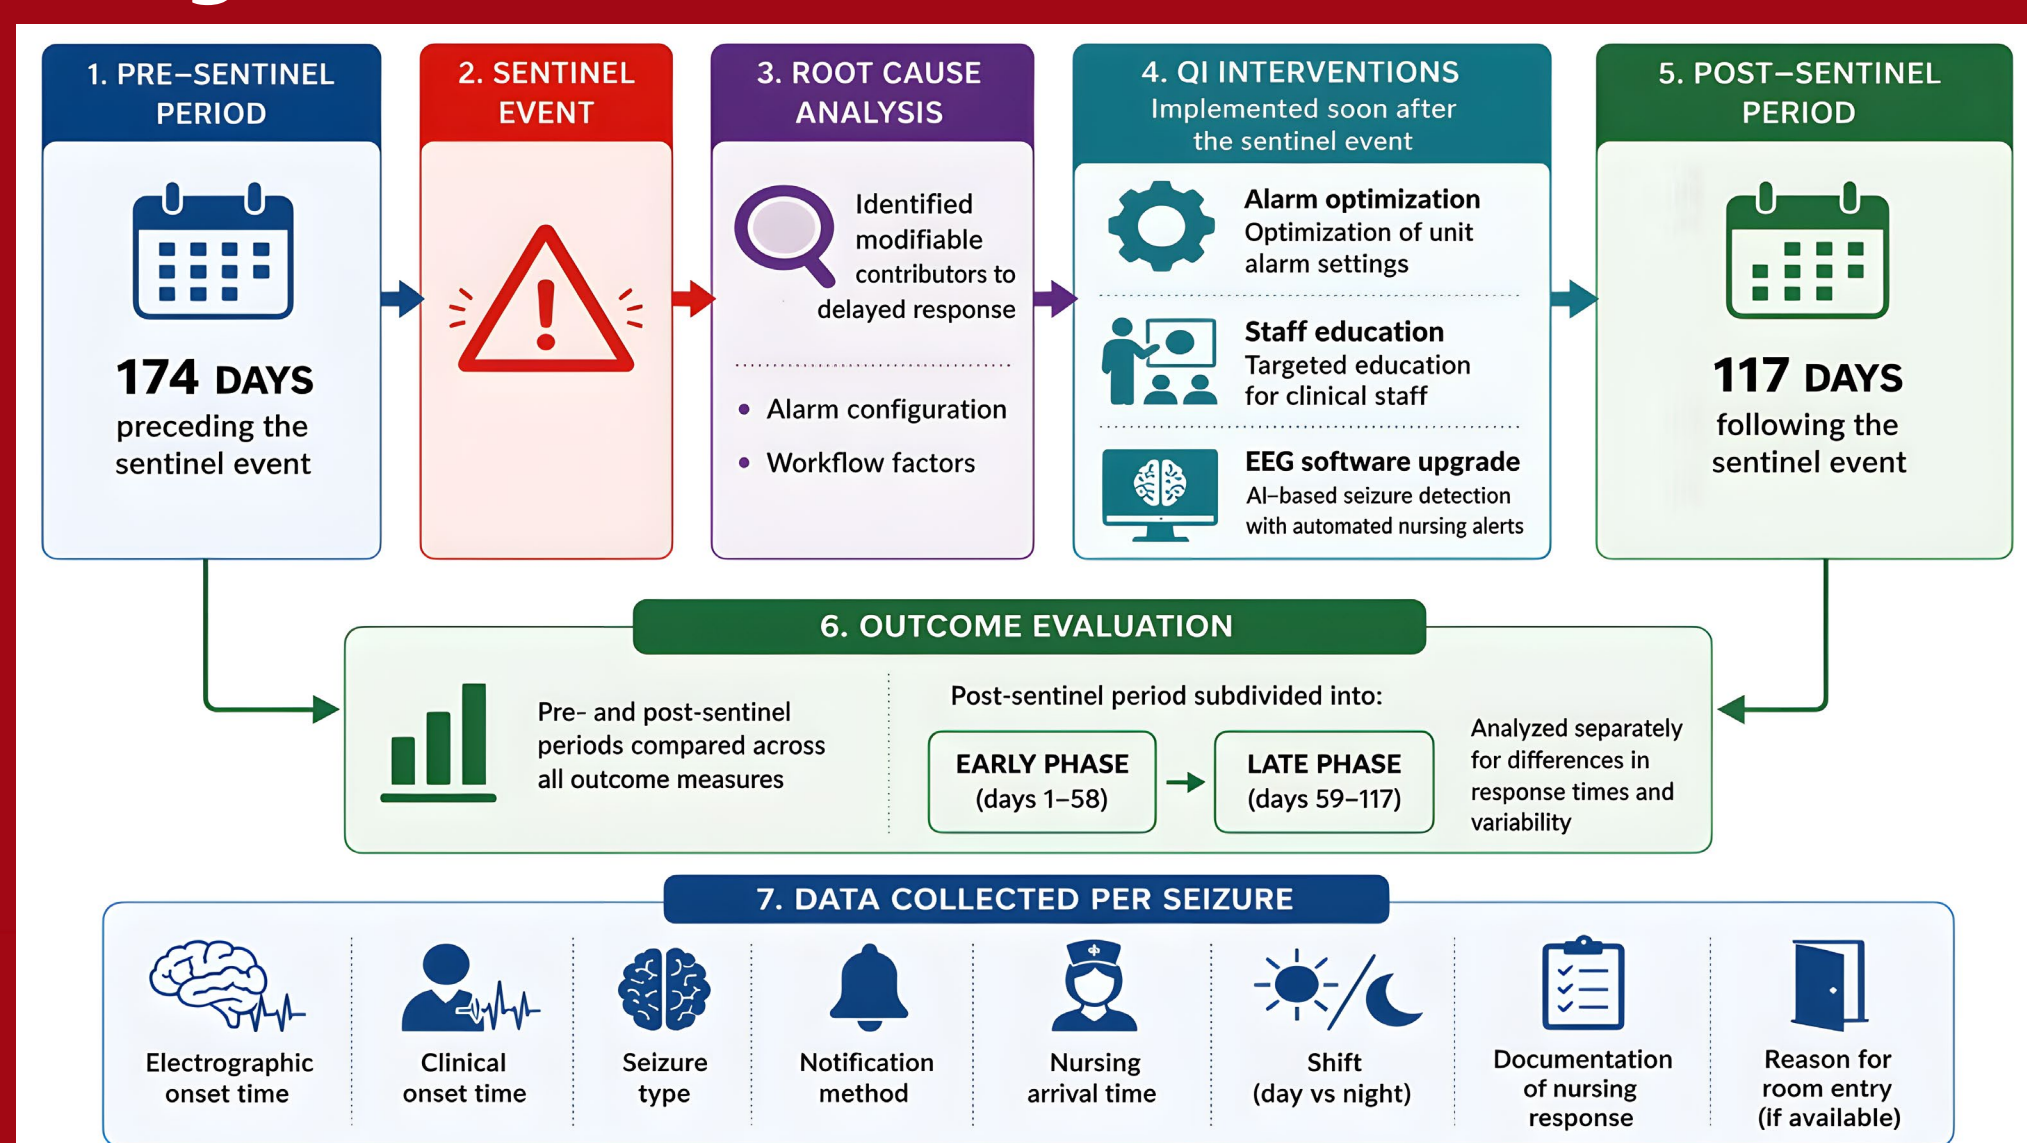 1. PRE–SENTINEL
PERIOD
174 DAYS
preceding the
sentinel event
2. SENTINEL
EVENT
3. ROOT CAUSE
ANALYSIS
Identified
modifiable
contributors to
delayed response
• Alarm configuration
• Workflow factors
4. QI INTERVENTIONS
Implemented soon after
the sentinel event
Alarm optimization
Optimization of unit
alarm settings
Staff education
Targeted education
for clinical staff
EEG software upgrade
AI–based seizure detection
with automated nursing alerts
5. POST–SENTINEL
PERIOD
117 DAYS
following the
sentinel event
6. OUTCOME EVALUATION
Pre– and post-sentinel
periods compared across
all outcome measures
Post-sentinel period subdivided into:
EARLY PHASE
(days 1–58)
LATE PHASE
(days 59–117)
Analyzed separately
for differences in
response times and
variability
7. DATA COLLECTED PER SEIZURE
Electrographic
onset time
Clinical
onset time
Seizure
type
Notification
method
Nursing
arrival time
Shift
(day vs night)
Documentation
of nursing
response
Reason for
room entry
(if available)